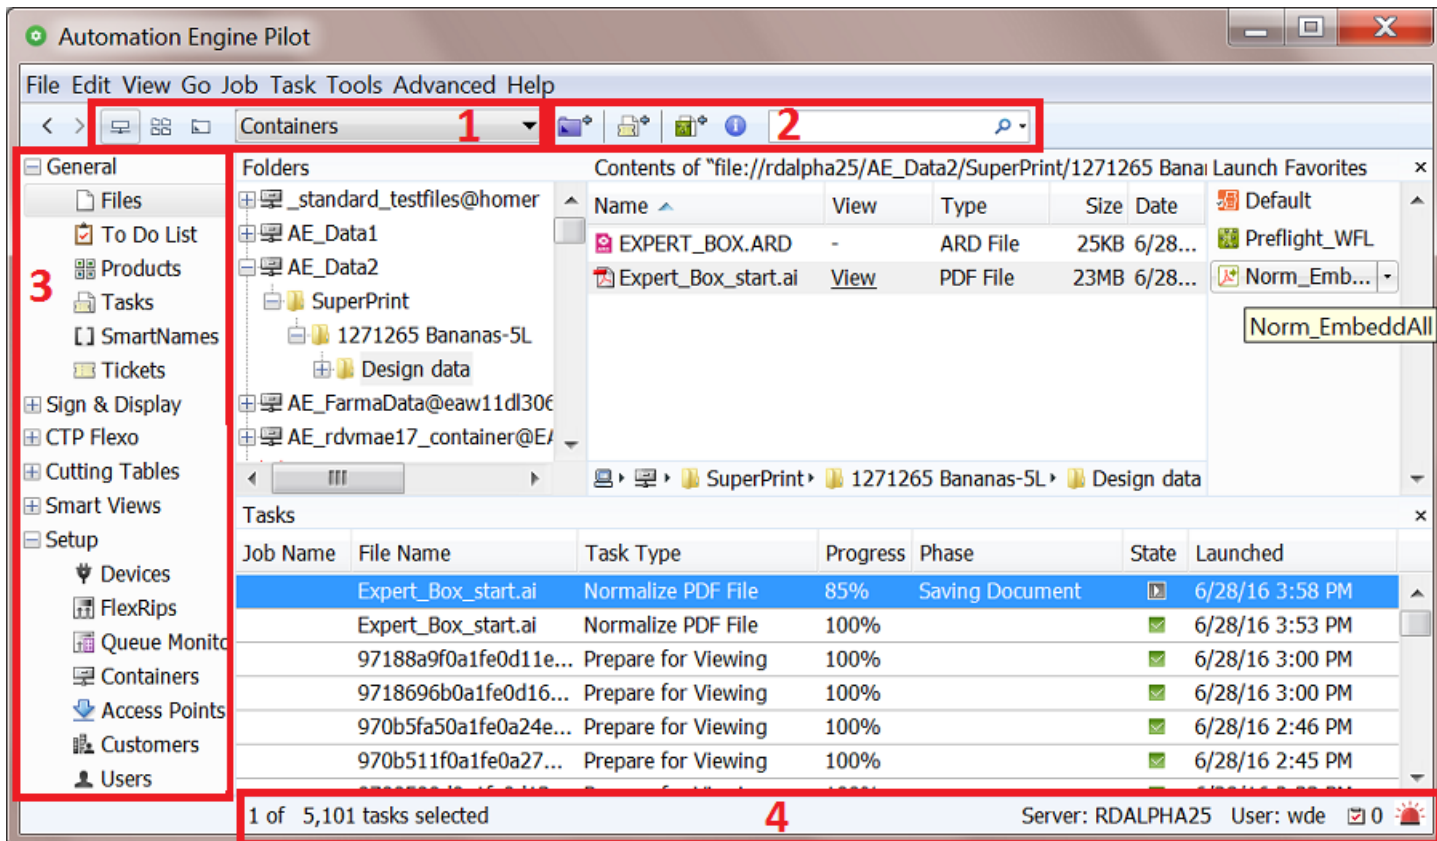 Automation Engine Pilot
File Edit View Go Job Task Tools Advanced Help
Containers 1 2
General
Files
To Do List
Products
3
Tasks
SmartNames
Tickets
Sign & Display
CTP Flexo
Cutting Tables
Smart Views
Setup
Devices
FlexRips
Queue Monito
Containers
Access Points
Customers
Users
Folders
_standard_testfiles@homer
AE_Data1
AE_Data2
SuperPrint
1271265 Bananas-5L
Design data
AE_FarmaData@eaw11dl306
AE_rdvmae17_container@EA
Contents of "file://rdalpha25/AE_Data2/SuperPrint/1271265 Bana
Name View Type Size Date
EXPERT_BOX.ARD - ARD File 25KB 6/28...
Expert_Box_start.ai View PDF File 23MB 6/28...
SuperPrint 1271265 Bananas-5L Design data
Launch Favorites
Default
Preflight_WFL
Norm_Emb...
Norm_EmbeddAll
Tasks
Job Name File Name Task Type Progress Phase State Launched
Expert_Box_start.ai Normalize PDF File 85% Saving Document 6/28/16 3:58 PM
Expert_Box_start.ai Normalize PDF File 100% 6/28/16 3:53 PM
97188a9f0a1fe0d11e... Prepare for Viewing 100% 6/28/16 3:00 PM
9718696b0a1fe0d16... Prepare for Viewing 100% 6/28/16 3:00 PM
970b5fa50a1fe0a24e... Prepare for Viewing 100% 6/28/16 2:46 PM
970b511f0a1fe0a27... Prepare for Viewing 100% 6/28/16 2:45 PM
1 of 5,101 tasks selected 4 Server: RDALPHA25 User: wde 0